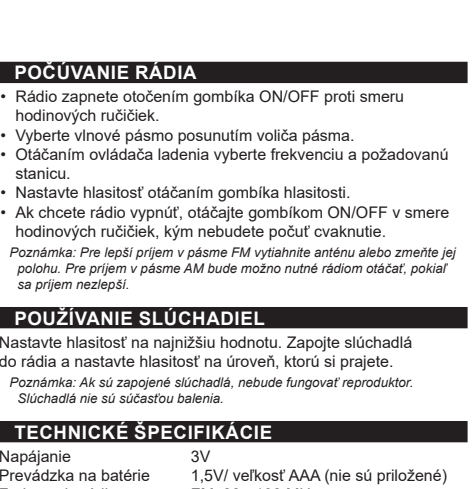 POČÚVANIE RÁDIA
• Rádio zapnete otočením gombíka ON/OFF proti smeru
hodinových ručičiek.
• Vyberte vlnové pásmo posunutím voliča pásma.
• Otáčaním ovládača ladenia vyberte frekvenciu a požadovanú
stanicu.
• Nastavte hlasitosť otáčaním gombíka hlasitosti.
• Ak chcete rádio vypnúť, otáčajte gombíkom ON/OFF v smere
hodinových ručičiek, kým nebudete počuť cvaknutie.
Poznámka: Pre lepší príjem v pásme FM vytiahnite anténu alebo zmeňte jej
polohu. Pre príjem v pásme AM bude možno nutné rádiom otáčať, pokiaľ
sa príjem nezlepší.
POUŽÍVANIE SLÚCHADIEL
Nastavte hlasitosť na najnižšiu hodnotu. Zapojte slúchadlá
do rádia a nastavte hlasitosť na úroveň, ktorú si prajete.
Poznámka: Ak sú zapojené slúchadlá, nebude fungovať reproduktor.
Slúchadlá nie sú súčasťou balenia.
TECHNICKÉ ŠPECIFIKÁCIE
Napájanie 3V
Prevádzka na batérie 1,5V/ veľkosť AAA (nie sú priložené)